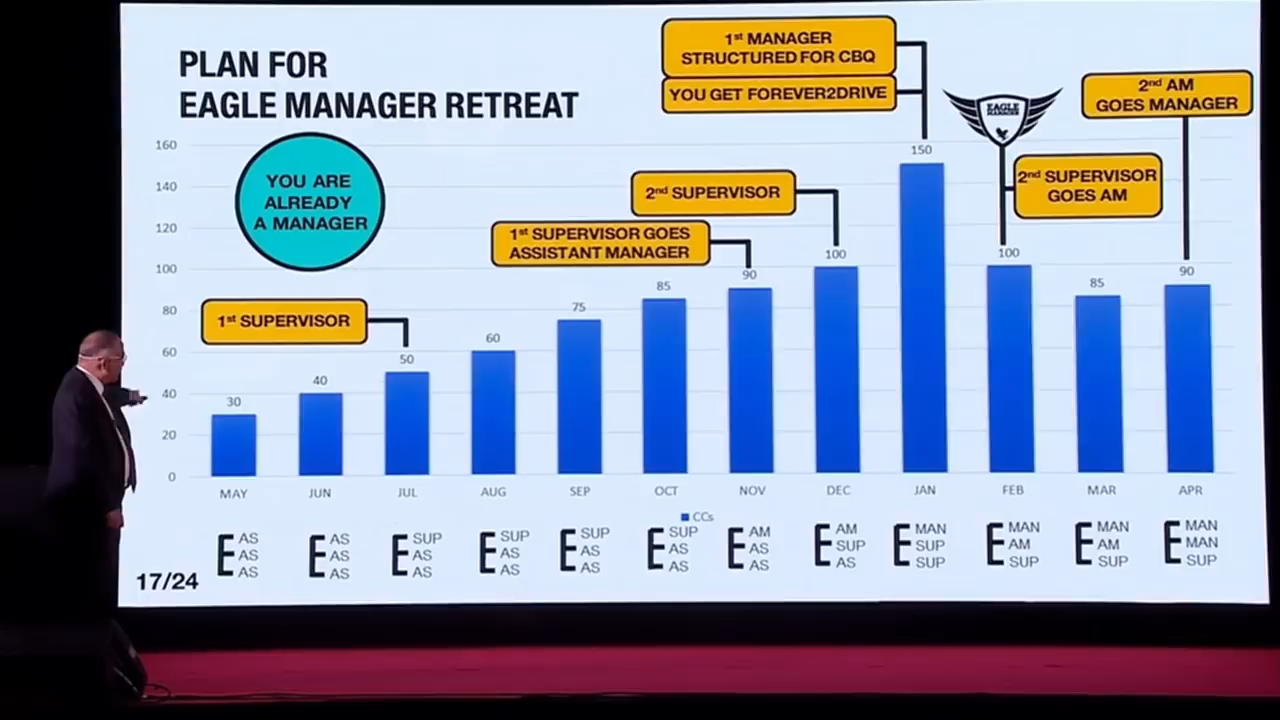 PLAN FOR
EAGLE MANAGER RETREAT
1st MANAGER
STRUCTURED FOR CBQ
YOU GET FOREVER2DRIVE
EAGLE
MANAGER
2nd AM
GOES MANAGER
YOU ARE
ALREADY
A MANAGER
2nd SUPERVISOR
2nd SUPERVISOR
GOES AM
1st SUPERVISOR GOES
ASSISTANT MANAGER
1st SUPERVISOR
160
140
120
100
80
60
40
20
0
30
40
50
60
75
85
90
100
150
100
85
90
MAY JUN JUL AUG SEP OCT NOV DEC JAN FEB MAR APR
CCs
AS AS SUP SUP SUP SUP AM AM MAN MAN MAN MAN
AS AS AS AS AS AS AS SUP SUP AM AM MAN
AS AS AS AS AS AS AS AS SUP SUP SUP SUP
17/24